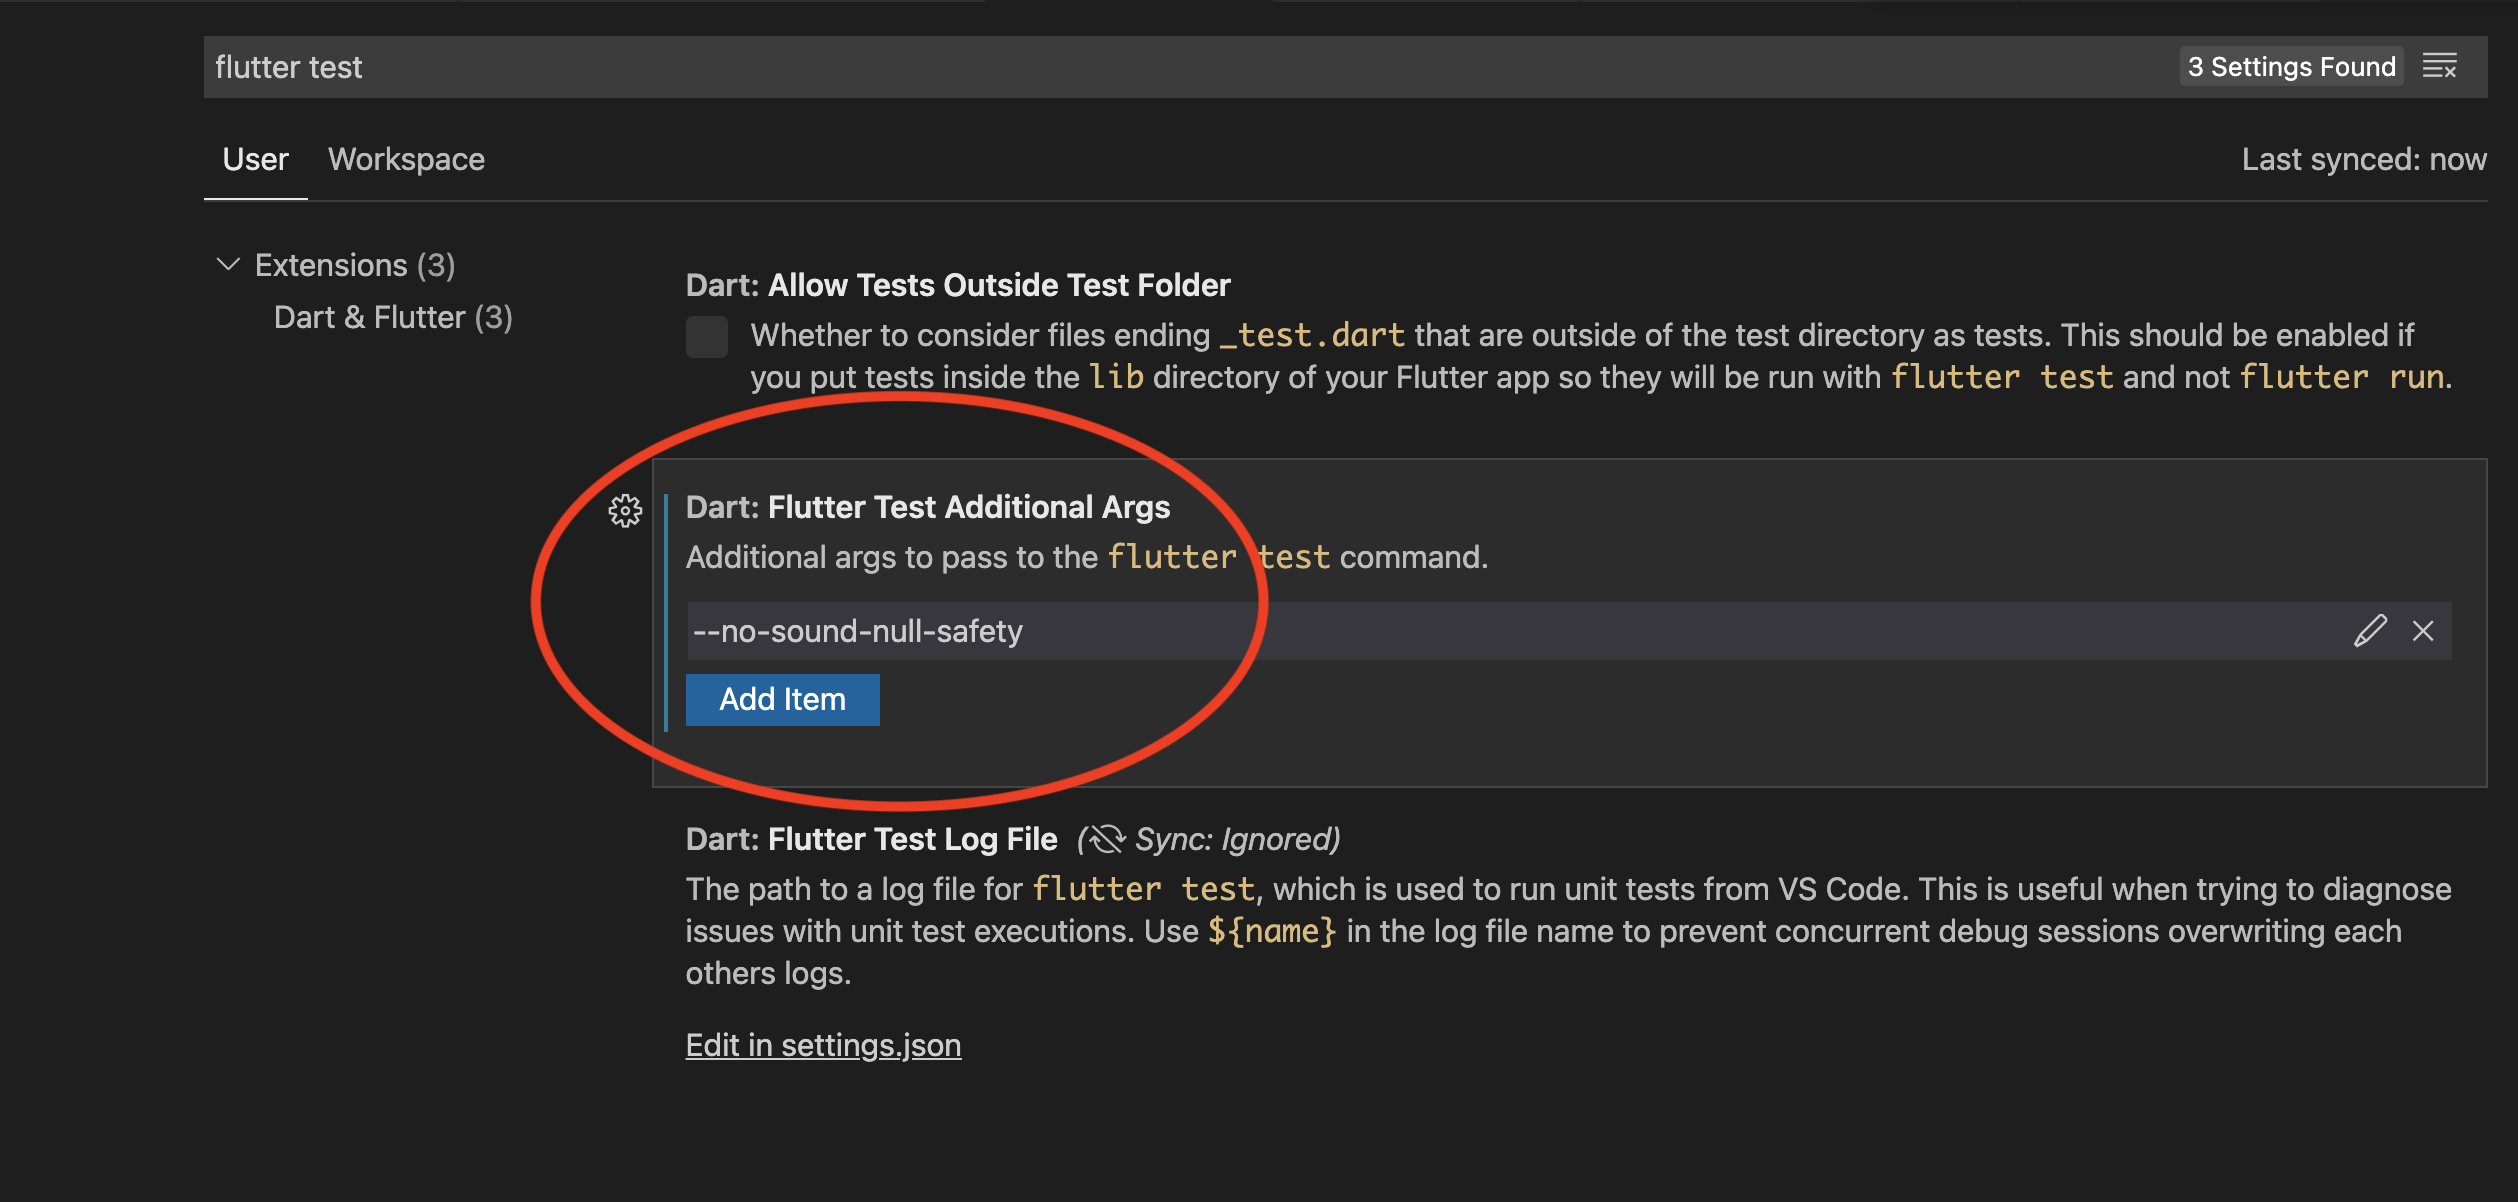 flutter test
3 Settings Found
User
Workspace
Last synced: now
Extensions (3)
Dart & Flutter (3)
Dart: Allow Tests Outside Test Folder
Whether to consider files ending _test.dart that are outside of the test directory as tests. This should be enabled if
you put tests inside the lib directory of your Flutter app so they will be run with flutter test and not flutter run.
Dart: Flutter Test Additional Args
Additional args to pass to the flutter test command.
--no-sound-null-safety
Add Item
Dart: Flutter Test Log File (Sync: Ignored)
The path to a log file for flutter test, which is used to run unit tests from VS Code. This is useful when trying to diagnose
issues with unit test executions. Use ${name} in the log file name to prevent concurrent debug sessions overwriting each
others logs.
Edit in settings.json